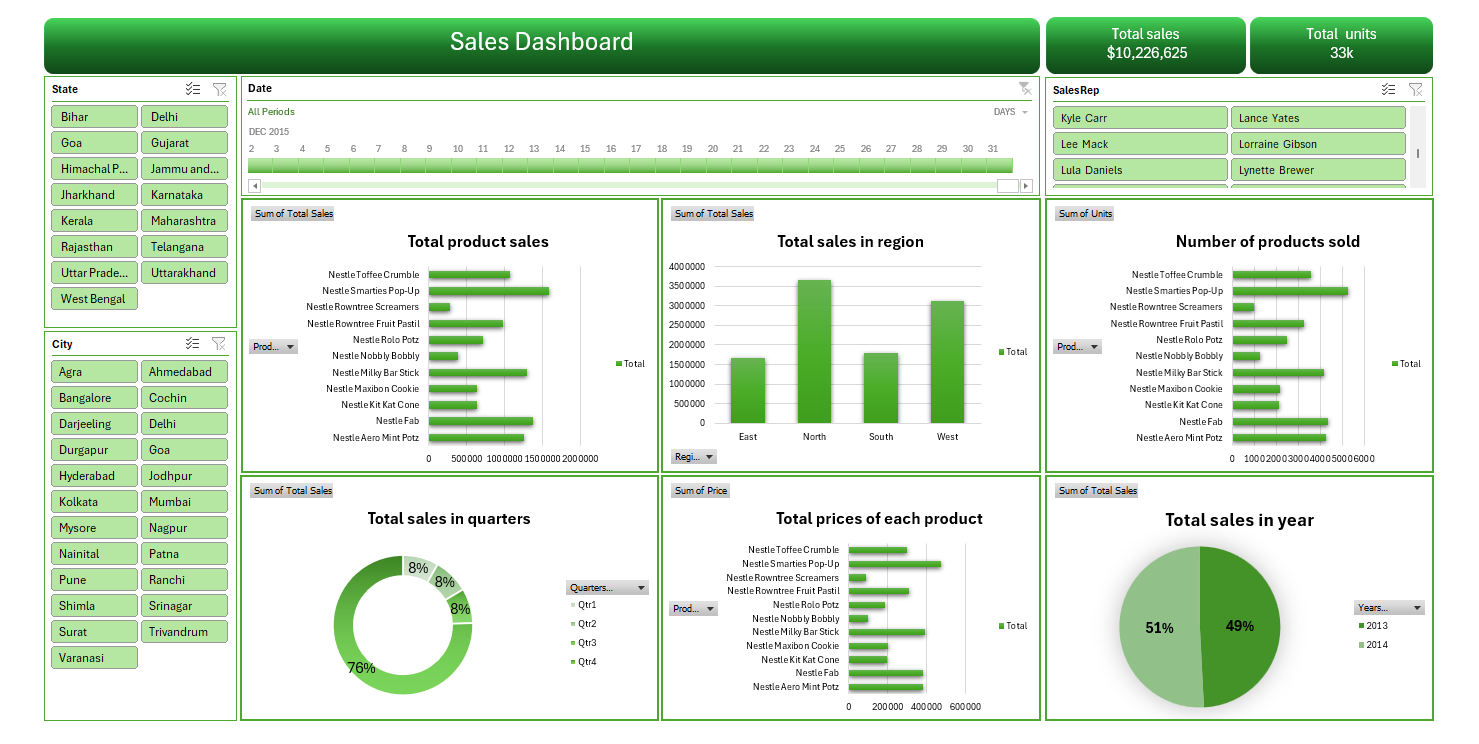 Sales Dashboard
Total sales
$10,226,625
Total units
33k
State
Bihar
Delhi
Goa
Gujarat
Himachal P...
Jammu and...
Jharkhand
Karnataka
Kerala
Maharashtra
Rajasthan
Telangana
Uttar Prade...
Uttarakhand
West Bengal
City
Agra
Ahmedabad
Bangalore
Cochin
Darjeeling
Delhi
Durgapur
Goa
Hyderabad
Jodhpur
Kolkata
Mumbai
Mysore
Nagpur
Nainital
Patna
Pune
Ranchi
Shimla
Srinagar
Surat
Trivandrum
Varanasi
Date
All Periods
DAYS
DEC 2015
2 3 4 5 6 7 8 9 10 11 12 13 14 15 16 17 18 19 20 21 22 23 24 25 26 27 28 29 30 31
SalesRep
Kyle Carr
Lance Yates
Lee Mack
Lorraine Gibson
Lula Daniels
Lynette Brewer
Sum of Total Sales
Total product sales
Nestle Toffee Crumble
Nestle Smarties Pop-Up
Nestle Rowntree Screamers
Nestle Rowntree Fruit Pastil
Nestle Rolo Potz
Nestle Nobbly Bobbly
Nestle Milky Bar Stick
Nestle Maxibon Cookie
Nestle Kit Kat Cone
Nestle Fab
Nestle Aero Mint Potz
Prod...
Total
0 500000 1000000 1500000 2000000
Sum of Total Sales
Total sales in region
4000000
3500000
3000000
2500000
2000000
1500000
1000000
500000
0
East North South West
Total
Regi...
Sum of Units
Number of products sold
Nestle Toffee Crumble
Nestle Smarties Pop-Up
Nestle Rowntree Screamers
Nestle Rowntree Fruit Pastil
Nestle Rolo Potz
Nestle Nobbly Bobbly
Nestle Milky Bar Stick
Nestle Maxibon Cookie
Nestle Kit Kat Cone
Nestle Fab
Nestle Aero Mint Potz
Prod...
Total
0 1000 2000 3000 4000 5000 6000
Sum of Total Sales
Total sales in quarters
8%
8%
8%
76%
Quarters...
Qtr1
Qtr2
Qtr3
Qtr4
Sum of Price
Total prices of each product
Nestle Toffee Crumble
Nestle Smarties Pop-Up
Nestle Rowntree Screamers
Nestle Rowntree Fruit Pastil
Nestle Rolo Potz
Nestle Nobbly Bobbly
Nestle Milky Bar Stick
Nestle Maxibon Cookie
Nestle Kit Kat Cone
Nestle Fab
Nestle Aero Mint Potz
Prod...
Total
0 200000 400000 600000
Sum of Total Sales
Total sales in year
51%
49%
Years...
2013
2014